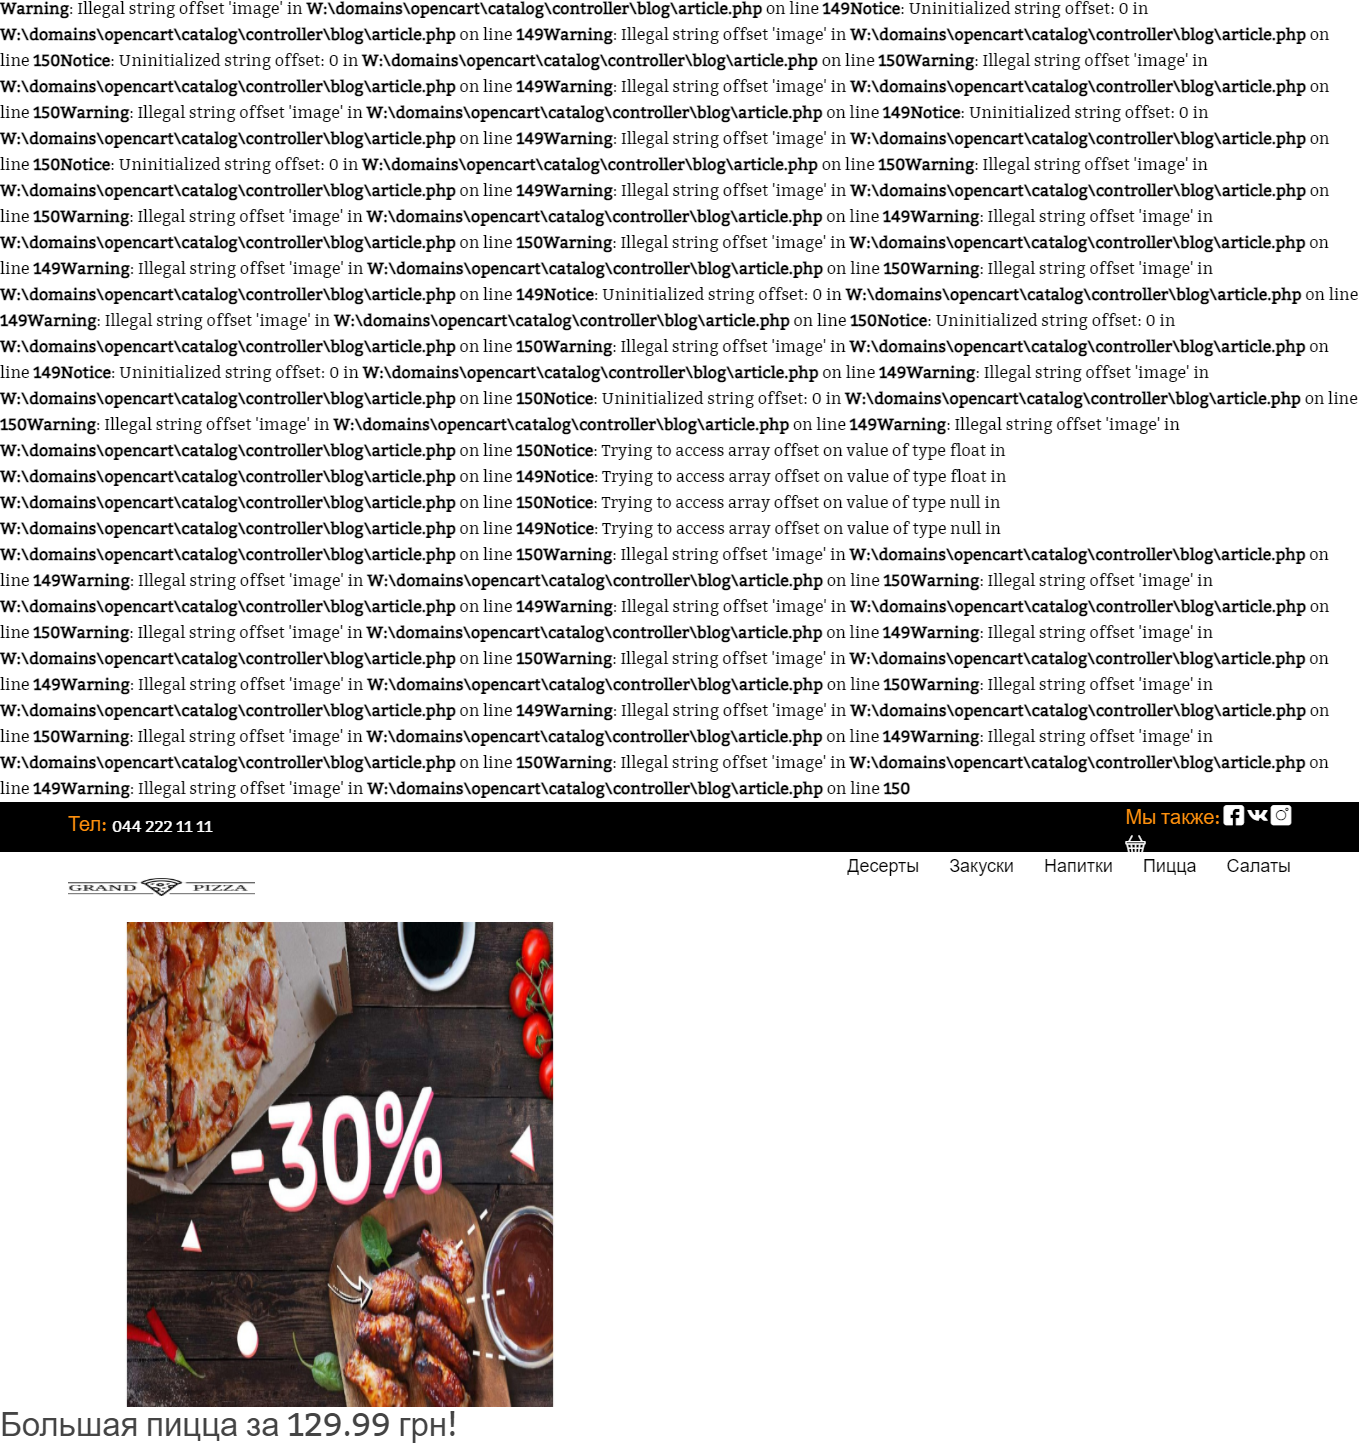 Warning: Illegal string offset 'image' in W:\domains\opencart\catalog\controller\blog\article.php on line 149Notice: Uninitialized string offset: 0 in
W:\domains\opencart\catalog\controller\blog\article.php on line 149Warning: Illegal string offset 'image' in W:\domains\opencart\catalog\controller\blog\article.php on
line 150Notice: Uninitialized string offset: 0 in W:\domains\opencart\catalog\controller\blog\article.php on line 150Warning: Illegal string offset 'image' in
W:\domains\opencart\catalog\controller\blog\article.php on line 149Warning: Illegal string offset 'image' in W:\domains\opencart\catalog\controller\blog\article.php on
line 150Warning: Illegal string offset 'image' in W:\domains\opencart\catalog\controller\blog\article.php on line 149Notice: Uninitialized string offset: 0 in
W:\domains\opencart\catalog\controller\blog\article.php on line 149Warning: Illegal string offset 'image' in W:\domains\opencart\catalog\controller\blog\article.php on
line 150Notice: Uninitialized string offset: 0 in W:\domains\opencart\catalog\controller\blog\article.php on line 150Warning: Illegal string offset 'image' in
W:\domains\opencart\catalog\controller\blog\article.php on line 149Warning: Illegal string offset 'image' in W:\domains\opencart\catalog\controller\blog\article.php on
line 150Warning: Illegal string offset 'image' in W:\domains\opencart\catalog\controller\blog\article.php on line 149Warning: Illegal string offset 'image' in
W:\domains\opencart\catalog\controller\blog\article.php on line 150Warning: Illegal string offset 'image' in W:\domains\opencart\catalog\controller\blog\article.php on
line 149Warning: Illegal string offset 'image' in W:\domains\opencart\catalog\controller\blog\article.php on line 150Warning: Illegal string offset 'image' in
W:\domains\opencart\catalog\controller\blog\article.php on line 149Notice: Uninitialized string offset: 0 in W:\domains\opencart\catalog\controller\blog\article.php on line
149Warning: Illegal string offset 'image' in W:\domains\opencart\catalog\controller\blog\article.php on line 150Notice: Uninitialized string offset: 0 in
W:\domains\opencart\catalog\controller\blog\article.php on line 150Warning: Illegal string offset 'image' in W:\domains\opencart\catalog\controller\blog\article.php on
line 149Notice: Uninitialized string offset: 0 in W:\domains\opencart\catalog\controller\blog\article.php on line 149Warning: Illegal string offset 'image' in
W:\domains\opencart\catalog\controller\blog\article.php on line 150Notice: Uninitialized string offset: 0 in W:\domains\opencart\catalog\controller\blog\article.php on line
150Warning: Illegal string offset 'image' in W:\domains\opencart\catalog\controller\blog\article.php on line 149Warning: Illegal string offset 'image' in
W:\domains\opencart\catalog\controller\blog\article.php on line 150Notice: Trying to access array offset on value of type float in
W:\domains\opencart\catalog\controller\blog\article.php on line 149Notice: Trying to access array offset on value of type float in
W:\domains\opencart\catalog\controller\blog\article.php on line 150Notice: Trying to access array offset on value of type null in
W:\domains\opencart\catalog\controller\blog\article.php on line 149Notice: Trying to access array offset on value of type null in
W:\domains\opencart\catalog\controller\blog\article.php on line 150Warning: Illegal string offset 'image' in W:\domains\opencart\catalog\controller\blog\article.php on
line 149Warning: Illegal string offset 'image' in W:\domains\opencart\catalog\controller\blog\article.php on line 150Warning: Illegal string offset 'image' in
W:\domains\opencart\catalog\controller\blog\article.php on line 149Warning: Illegal string offset 'image' in W:\domains\opencart\catalog\controller\blog\article.php on
line 150Warning: Illegal string offset 'image' in W:\domains\opencart\catalog\controller\blog\article.php on line 149Warning: Illegal string offset 'image' in
W:\domains\opencart\catalog\controller\blog\article.php on line 150Warning: Illegal string offset 'image' in W:\domains\opencart\catalog\controller\blog\article.php on
line 149Warning: Illegal string offset 'image' in W:\domains\opencart\catalog\controller\blog\article.php on line 150Warning: Illegal string offset 'image' in
W:\domains\opencart\catalog\controller\blog\article.php on line 149Warning: Illegal string offset 'image' in W:\domains\opencart\catalog\controller\blog\article.php on
line 150Warning: Illegal string offset 'image' in W:\domains\opencart\catalog\controller\blog\article.php on line 149Warning: Illegal string offset 'image' in
W:\domains\opencart\catalog\controller\blog\article.php on line 150Warning: Illegal string offset 'image' in W:\domains\opencart\catalog\controller\blog\article.php on
line 149Warning: Illegal string offset 'image' in W:\domains\opencart\catalog\controller\blog\article.php on line 150
Тел: 044 222 11 11 Мы также:
Десерты Закуски Напитки Пицца Салаты
GRAND PIZZA
-30%
Большая пицца за 129.99 грн!